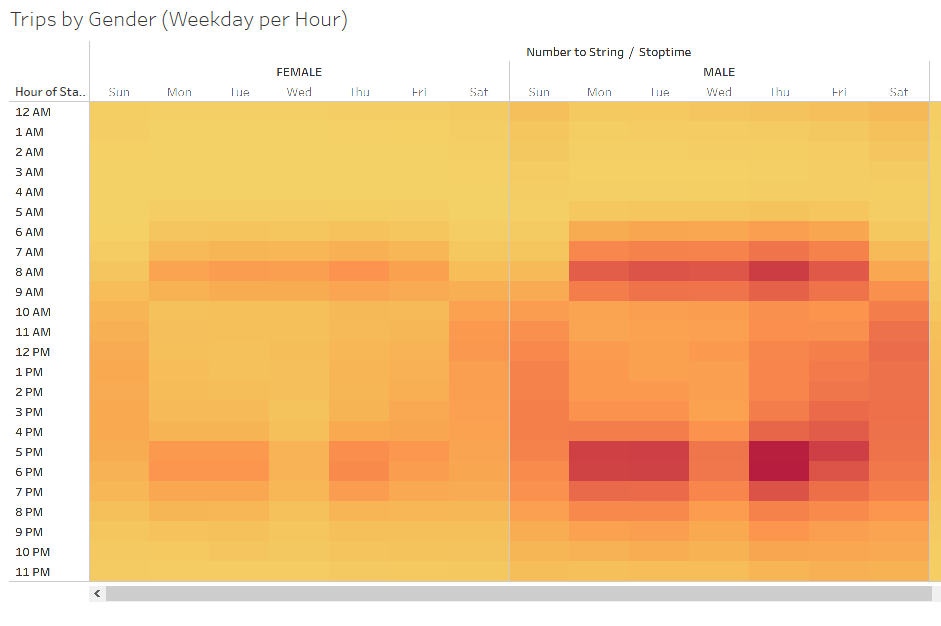 Trips by Gender (Weekday per Hour)
Number to String / Stoptime
FEMALE MALE
Hour of Sta.. Sun Mon Tue Wed Thu Fri Sat Sun Mon Tue Wed Thu Fri Sat
12 AM
1 AM
2 AM
3 AM
4 AM
5 AM
6 AM
7 AM
8 AM
9 AM
10 AM
11 AM
12 PM
1 PM
2 PM
3 PM
4 PM
5 PM
6 PM
7 PM
8 PM
9 PM
10 PM
11 PM